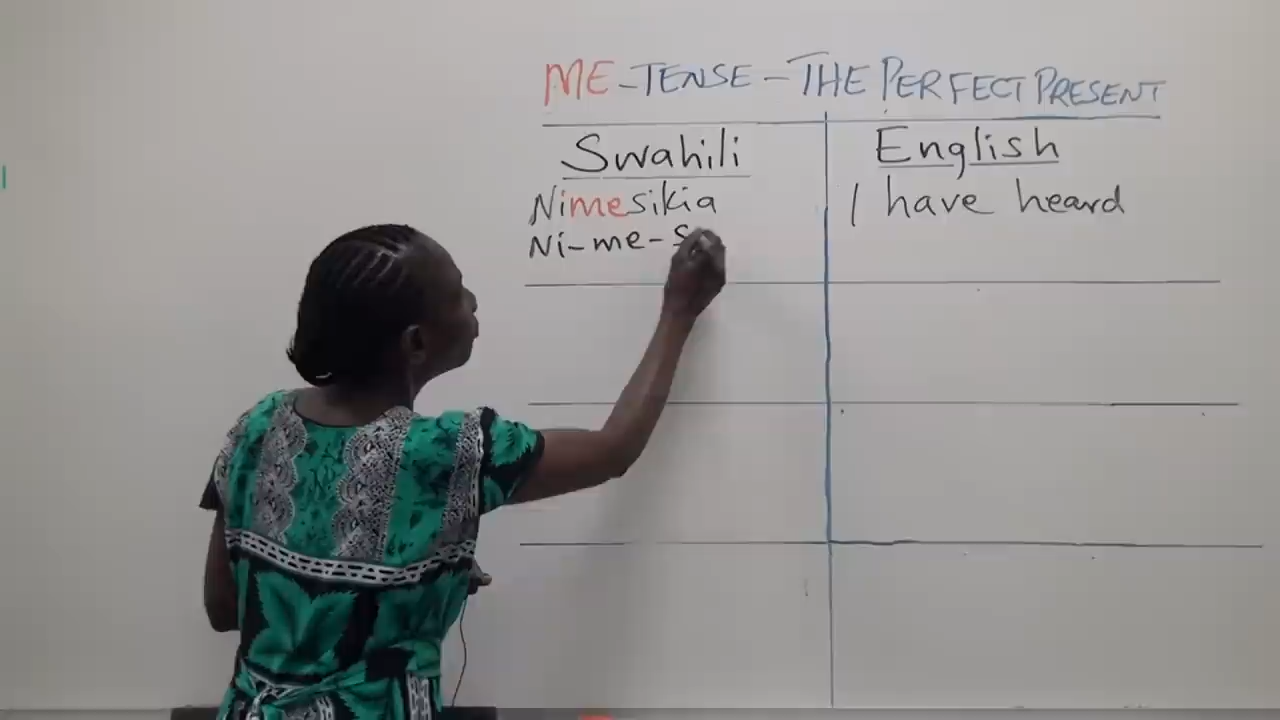 ME-TENSE-THE PERFECT PRESENT
Swahili
English
Nimesikia
I have heard
Ni-me-S